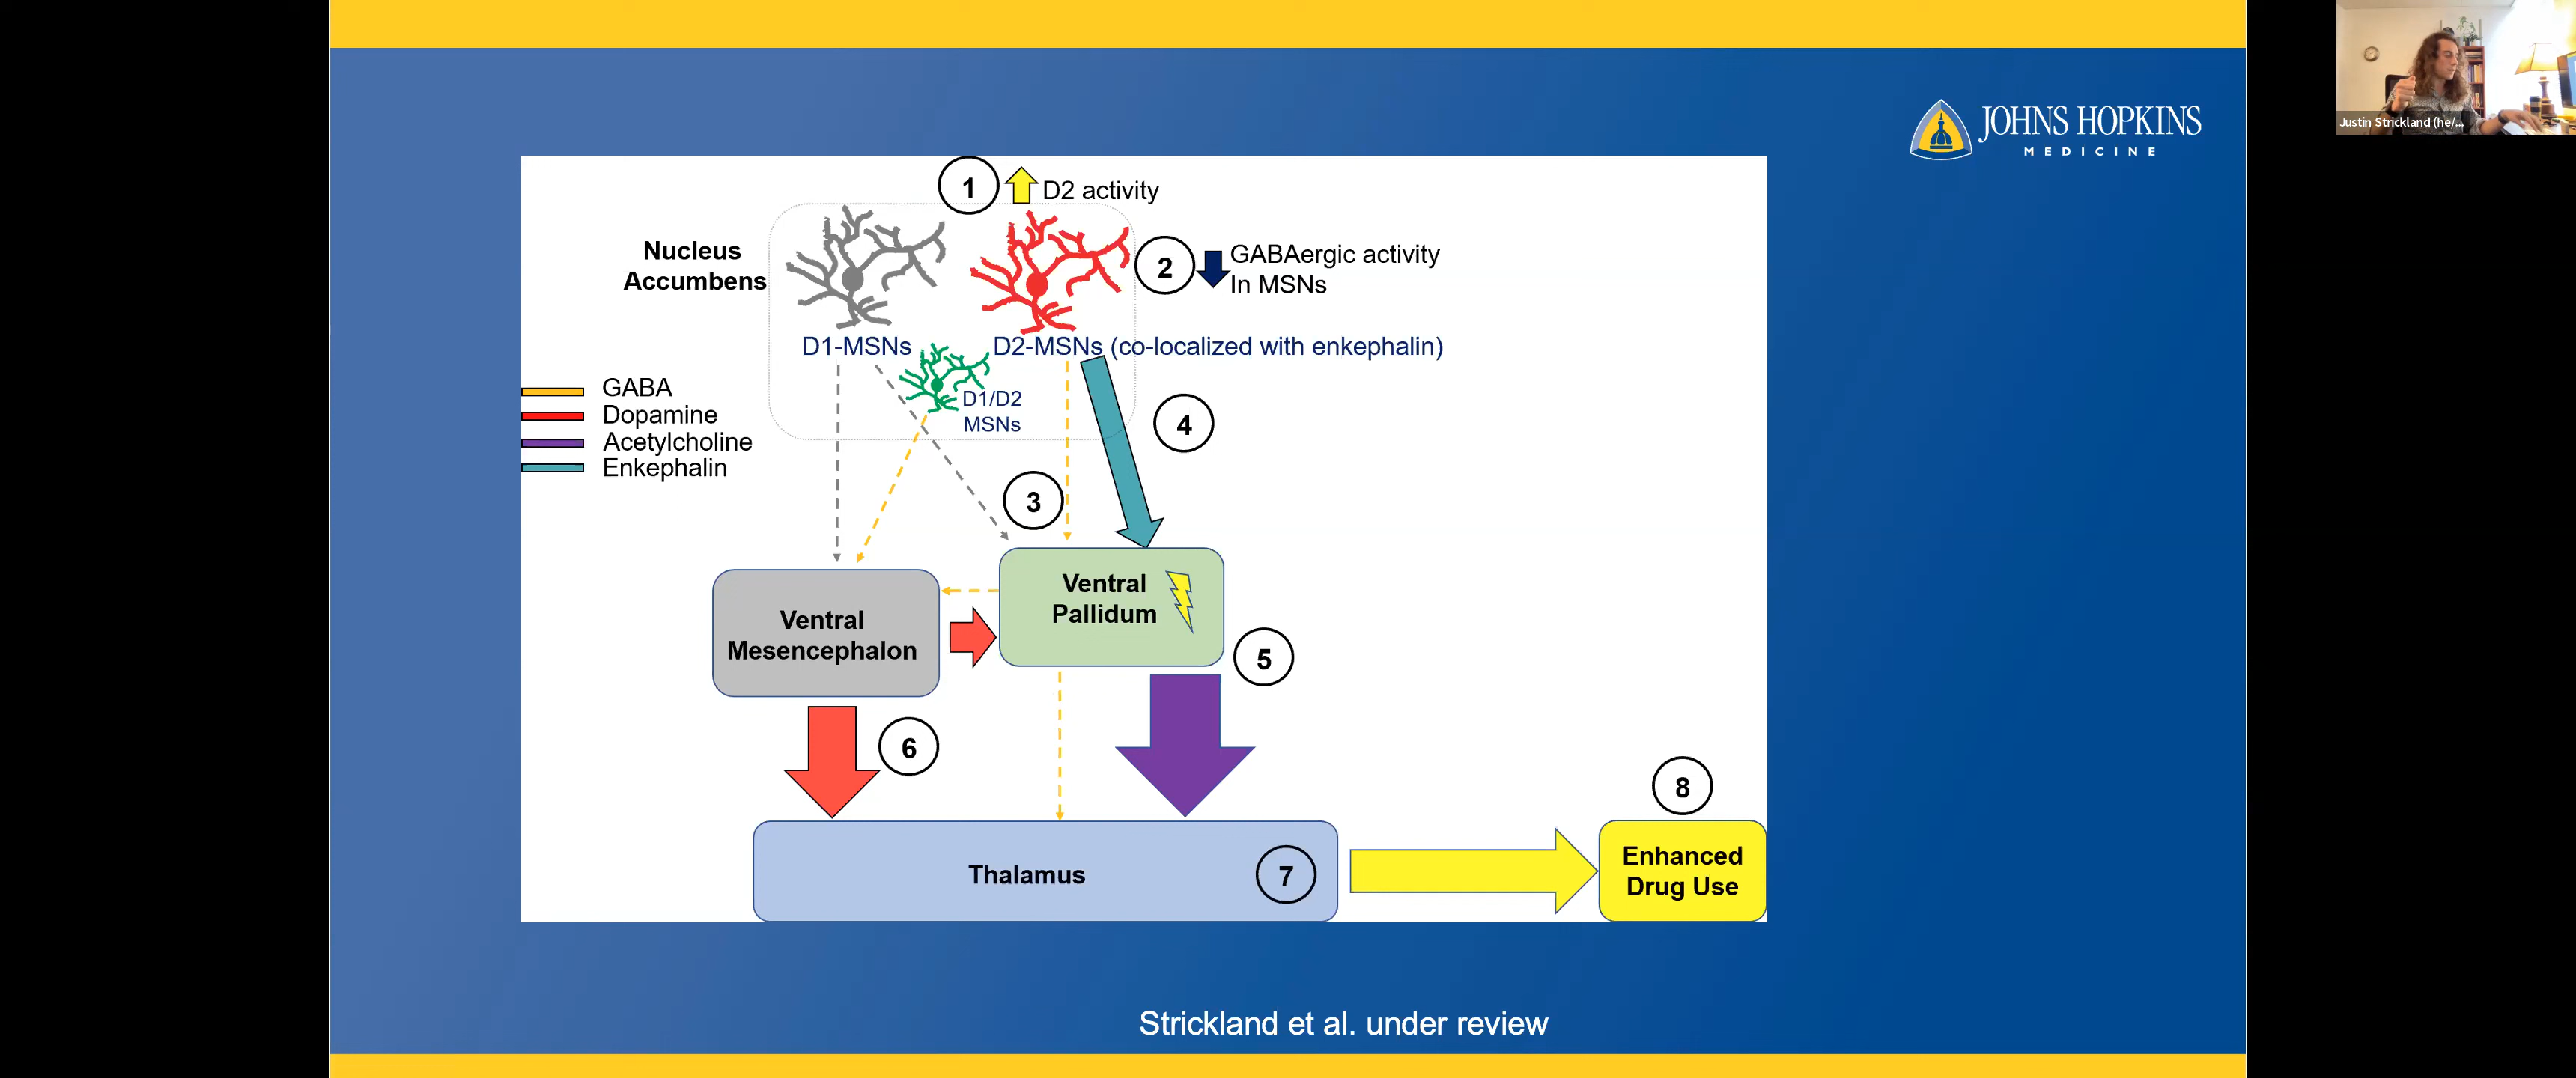 JOHNS HOPKINS
MEDICINE
Justin Strickland (he/...
1
D2 activity
Nucleus
Accumbens
2
GABAergic activity
In MSNs
D1-MSNs
D2-MSNs (co-localized with enkephalin)
D1/D2
MSNs
GABA
Dopamine
Acetylcholine
Enkephalin
3
4
Ventral
Pallidum
Ventral
Mesencephalon
5
6
8
Thalamus
7
Enhanced
Drug Use
Strickland et al. under review